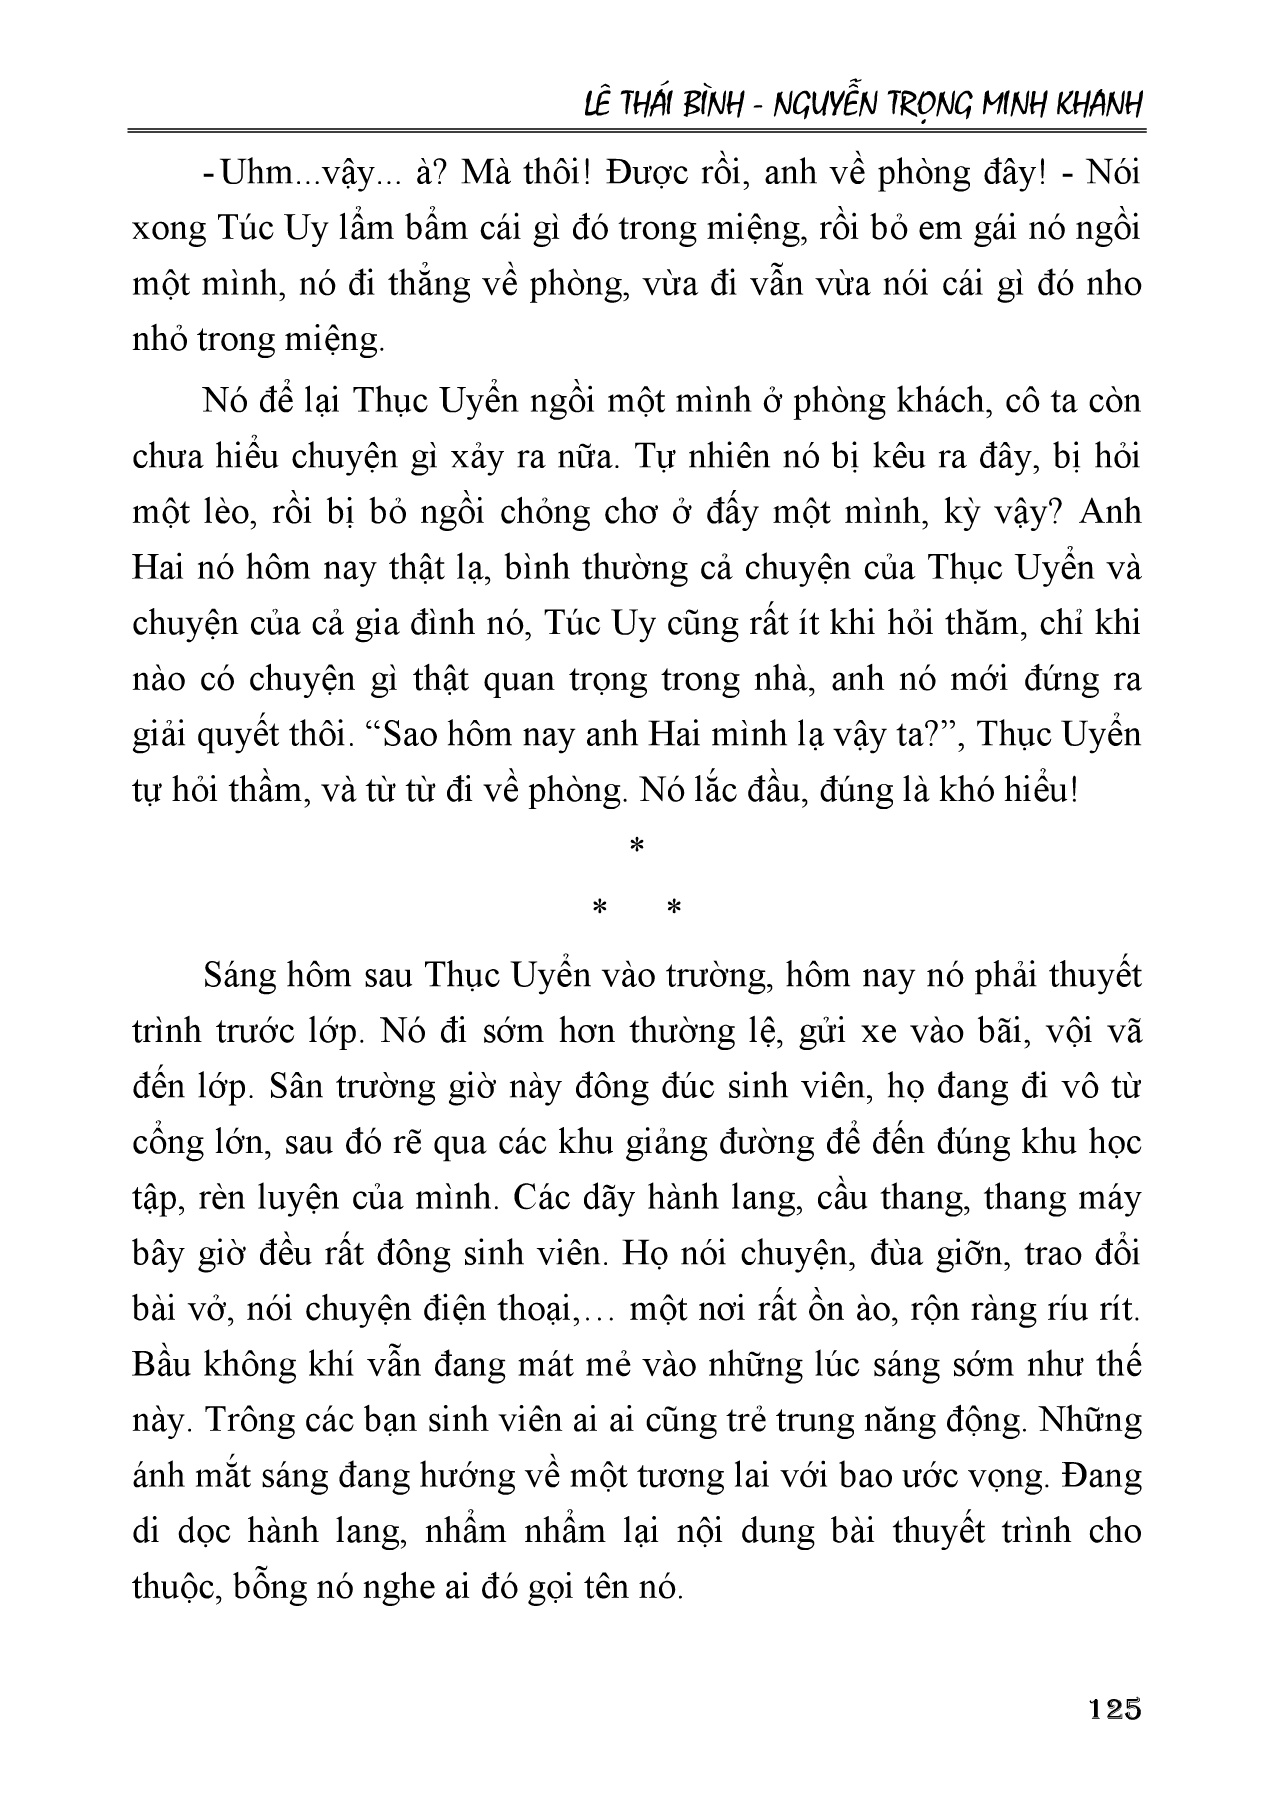 LÊ THÁI BÌNH - NGUYỄN TRỌNG MINH KHANH
- Uhm...vậy... à? Mà thôi! Được rồi, anh về phòng đây! - Nói
xong Túc Uy lẩm bẩm cái gì đó trong miệng, rồi bỏ em gái nó ngồi
một mình, nó đi thẳng về phòng, vừa đi vẫn vừa nói cái gì đó nho
nhỏ trong miệng.
Nó để lại Thục Uyển ngồi một mình ở phòng khách, cô ta còn
chưa hiểu chuyện gì xảy ra nữa. Tự nhiên nó bị kêu ra đây, bị hỏi
một lèo, rồi bị bỏ ngồi chỏng chơ ở đấy một mình, kỳ vậy? Anh
Hai nó hôm nay thật lạ, bình thường cả chuyện của Thục Uyển và
chuyện của cả gia đình nó, Túc Uy cũng rất ít khi hỏi thăm, chỉ khi
nào có chuyện gì thật quan trọng trong nhà, anh nó mới đứng ra
giải quyết thôi. “Sao hôm nay anh Hai mình lạ vậy ta?”, Thục Uyển
tự hỏi thầm, và từ từ đi về phòng. Nó lắc đầu, đúng là khó hiểu!
*
* *
Sáng hôm sau Thục Uyển vào trường, hôm nay nó phải thuyết
trình trước lớp. Nó đi sớm hơn thường lệ, gửi xe vào bãi, vội vã
đến lớp. Sân trường giờ này đông đúc sinh viên, họ đang đi vô từ
cổng lớn, sau đó rẽ qua các khu giảng đường để đến đúng khu học
tập, rèn luyện của mình. Các dãy hành lang, cầu thang, thang máy
bây giờ đều rất đông sinh viên. Họ nói chuyện, đùa giỡn, trao đổi
bài vở, nói chuyện điện thoại,… một nơi rất ồn ào, rộn ràng ríu rít.
Bầu không khí vẫn đang mát mẻ vào những lúc sáng sớm như thế
này. Trông các bạn sinh viên ai ai cũng trẻ trung năng động. Những
ánh mắt sáng đang hướng về một tương lai với bao ước vọng. Đang
di dọc hành lang, nhẩm nhẩm lại nội dung bài thuyết trình cho
thuộc, bỗng nó nghe ai đó gọi tên nó.
125